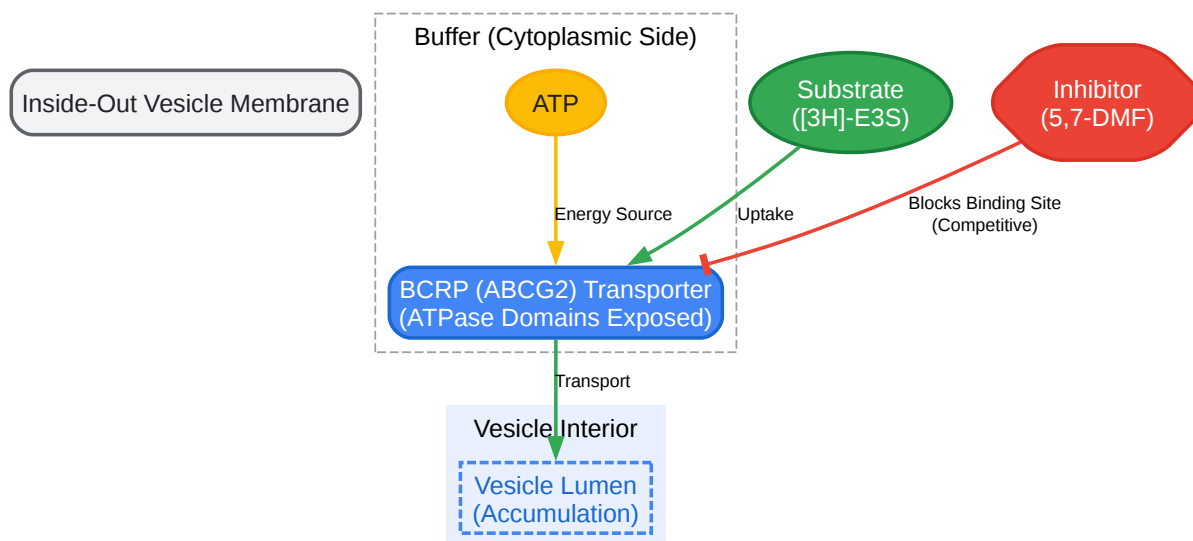 Buffer (Cytoplasmic Side)
Inside-Out Vesicle Membrane
ATP
Substrate
([3H]-E3S)
Inhibitor
(5,7-DMF)
Energy Source
Uptake
Blocks Binding Site
(Competitive)
BCRP (ABCG2) Transporter
(ATPase Domains Exposed)
Transport
Vesicle Interior
Vesicle Lumen
(Accumulation)